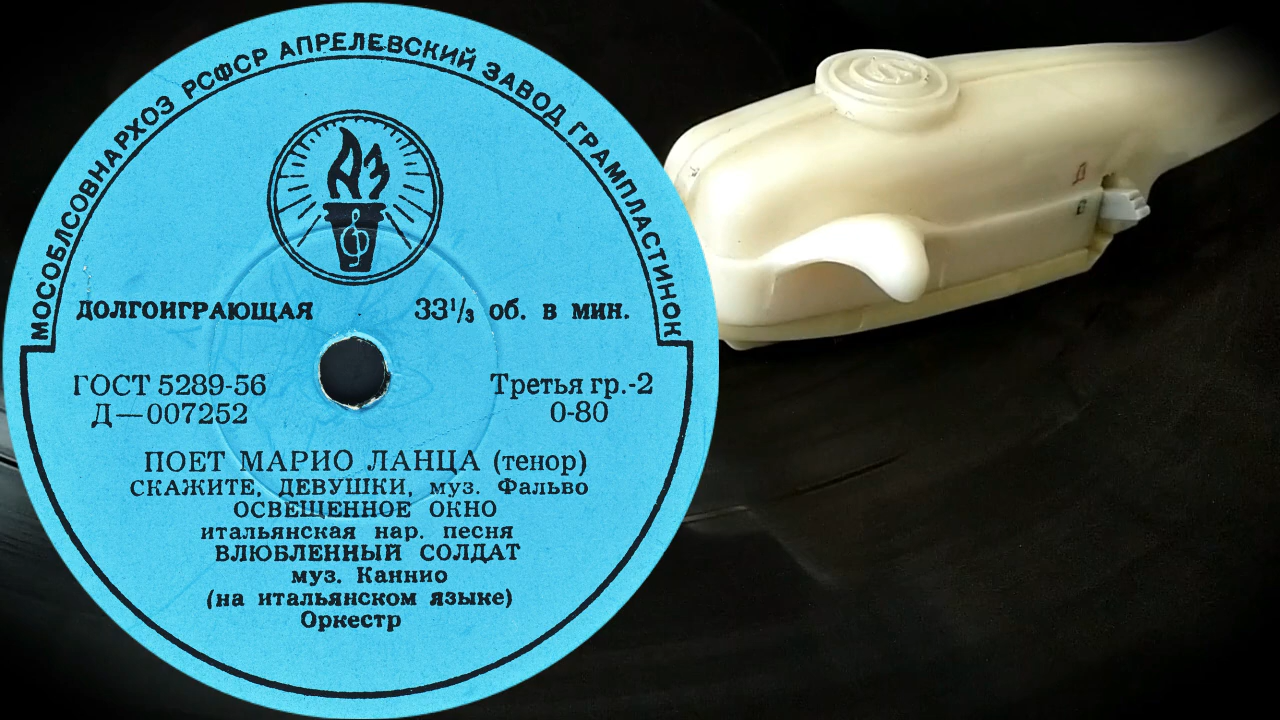 МОСОБЛСОВНАРХОЗ РСФСР АПРЕЛЕВСКИЙ ЗАВОД ГРАМПЛАСТИНОК
АЗ
ДОЛГОИГРАЮЩАЯ 33⅓ об. в мин.
ГОСТ 5289-56 Третья гр.-2
Д—007252 0-80
ПОЕТ МАРИО ЛАНЦА (тенор)
СКАЖИТЕ, ДЕВУШКИ, муз. Фальво
ОСВЕЩЕННОЕ ОКНО
итальянская нар. песня
ВЛЮБЛЕННЫЙ СОЛДАТ
муз. Каннио
(на итальянском языке)
Оркестр